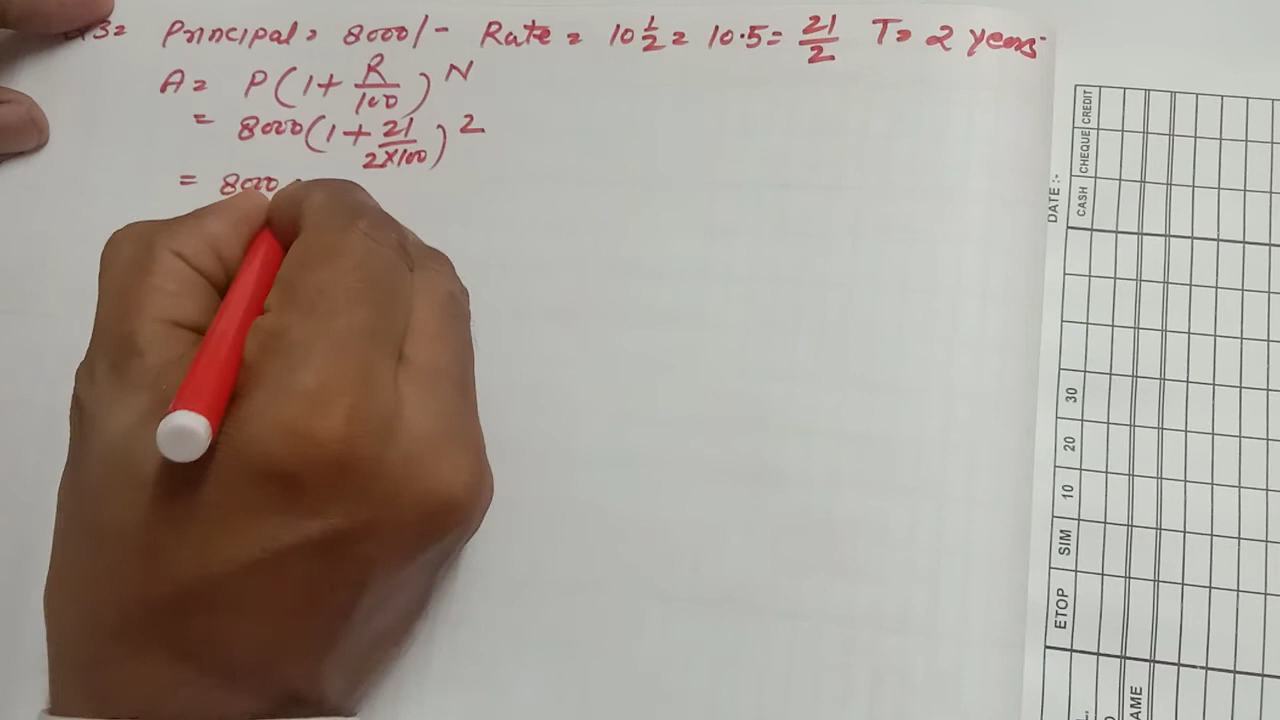 Principal = 8000/- Rate = 10 1/2 = 10.5 = 21/2 T = 2 years
A = P(1+ R/100)N
= 8000(1+ 21/2×100)2
= 8000
DATE :-
CASH CHEQUE CREDIT
ETOP SIM 10 20 30
AME